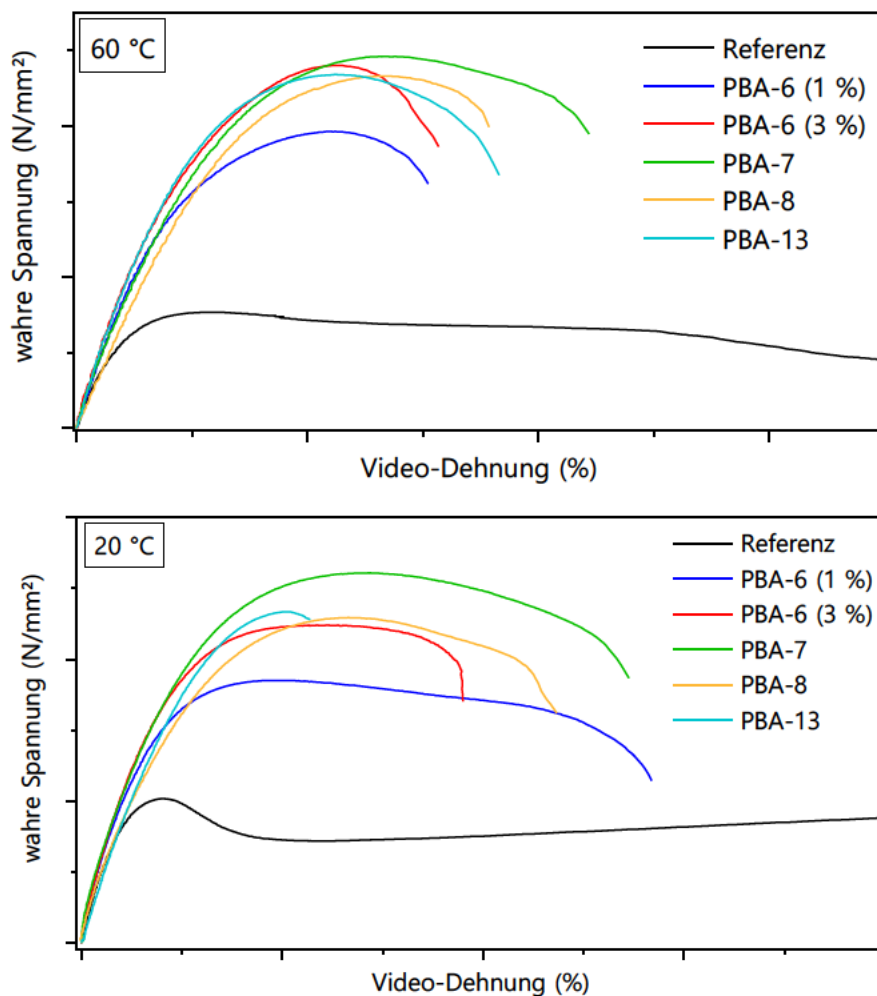 60 °C
Referenz
PBA-6 (1 %)
PBA-6 (3 %)
PBA-7
PBA-8
PBA-13
wahre Spannung (N/mm²)
Video-Dehnung (%)
20 °C
Referenz
PBA-6 (1 %)
PBA-6 (3 %)
PBA-7
PBA-8
PBA-13
wahre Spannung (N/mm²)
Video-Dehnung (%)